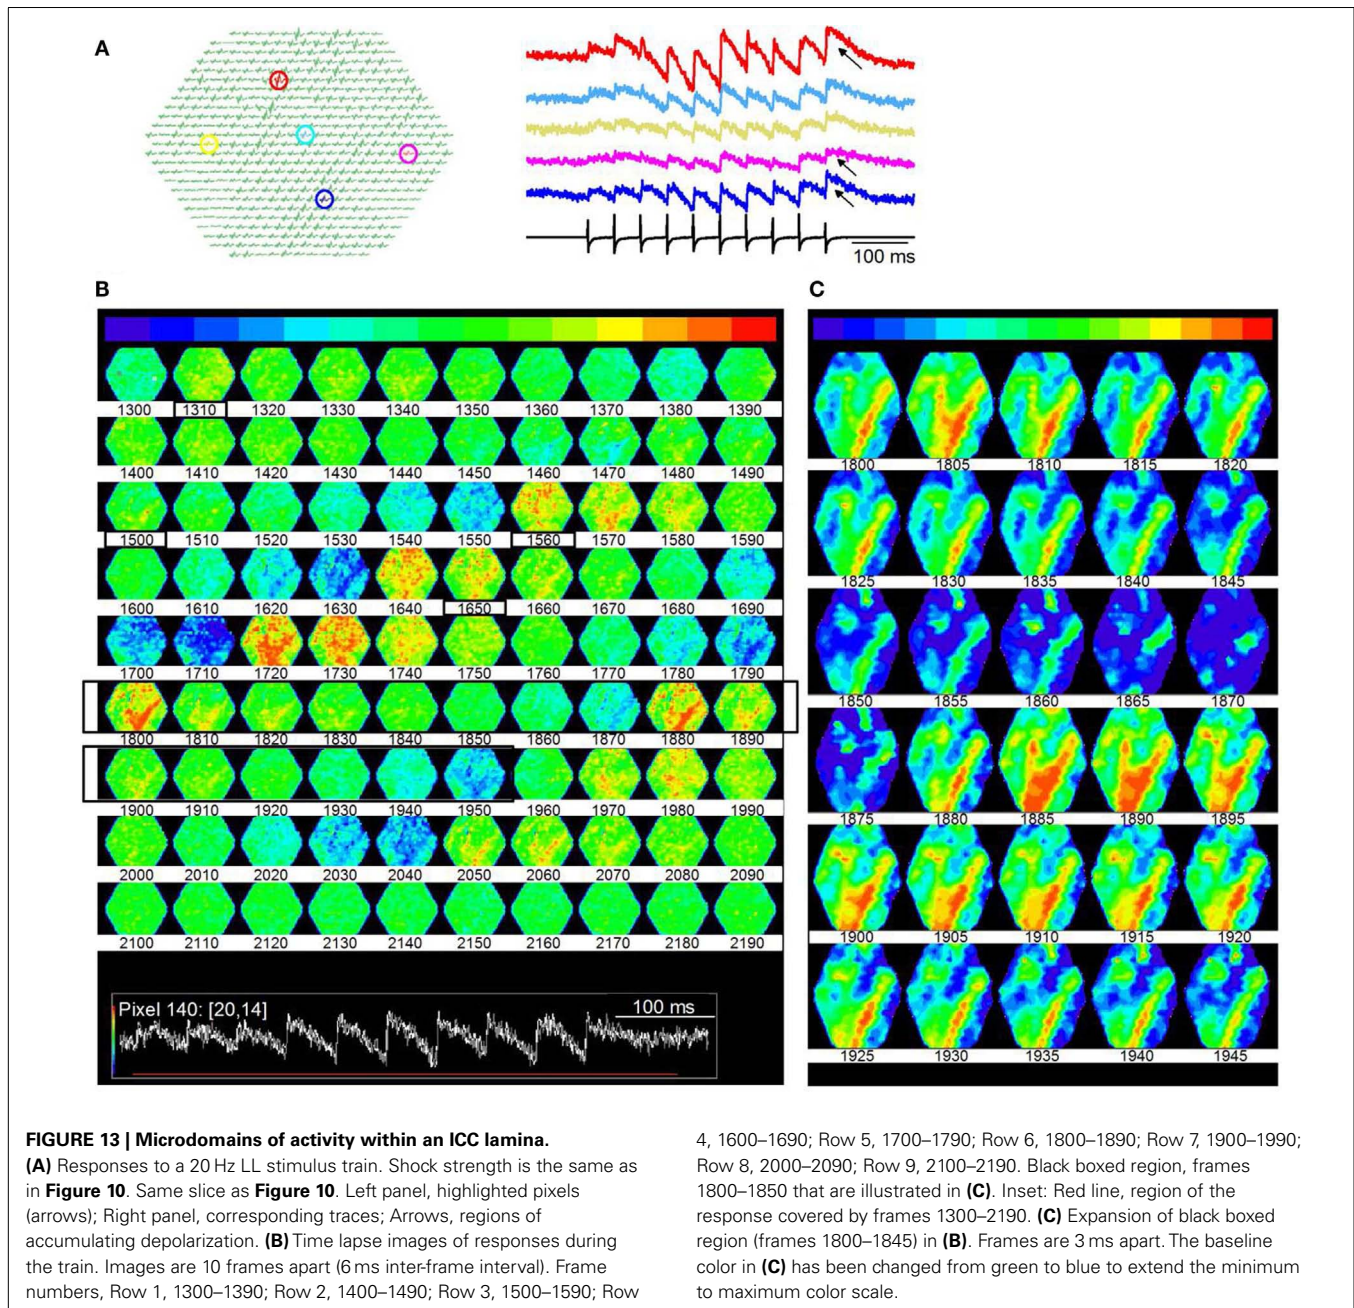 A
100 ms
B
1300 1310 1320 1330 1340 1350 1360 1370 1380 1390
1400 1410 1420 1430 1440 1450 1460 1470 1480 1490
1500 1510 1520 1530 1540 1550 1560 1570 1580 1590
1600 1610 1620 1630 1640 1650 1660 1670 1680 1690
1700 1710 1720 1730 1740 1750 1760 1770 1780 1790
1800 1810 1820 1830 1840 1850 1860 1870 1880 1890
1900 1910 1920 1930 1940 1950 1960 1970 1980 1990
2000 2010 2020 2030 2040 2050 2060 2070 2080 2090
2100 2110 2120 2130 2140 2150 2160 2170 2180 2190
Pixel 140: [20,14]
100 ms
C
1800 1805 1810 1815 1820
1825 1830 1835 1840 1845
1850 1855 1860 1865 1870
1875 1880 1885 1890 1895
1900 1905 1910 1915 1920
1925 1930 1935 1940 1945
FIGURE 13 | Microdomains of activity within an ICC lamina.
(A) Responses to a 20 Hz LL stimulus train. Shock strength is the same as
in Figure 10. Same slice as Figure 10. Left panel, highlighted pixels
(arrows); Right panel, corresponding traces; Arrows, regions of
accumulating depolarization. (B) Time lapse images of responses during
the train. Images are 10 frames apart (6 ms inter-frame interval). Frame
numbers, Row 1, 1300–1390; Row 2, 1400–1490; Row 3, 1500–1590; Row
4, 1600–1690; Row 5, 1700–1790; Row 6, 1800–1890; Row 7, 1900–1990;
Row 8, 2000–2090; Row 9, 2100–2190. Black boxed region, frames
1800–1850 that are illustrated in (C). Inset: Red line, region of the
response covered by frames 1300–2190. (C) Expansion of black boxed
region (frames 1800–1845) in (B). Frames are 3 ms apart. The baseline
color in (C) has been changed from green to blue to extend the minimum
to maximum color scale.